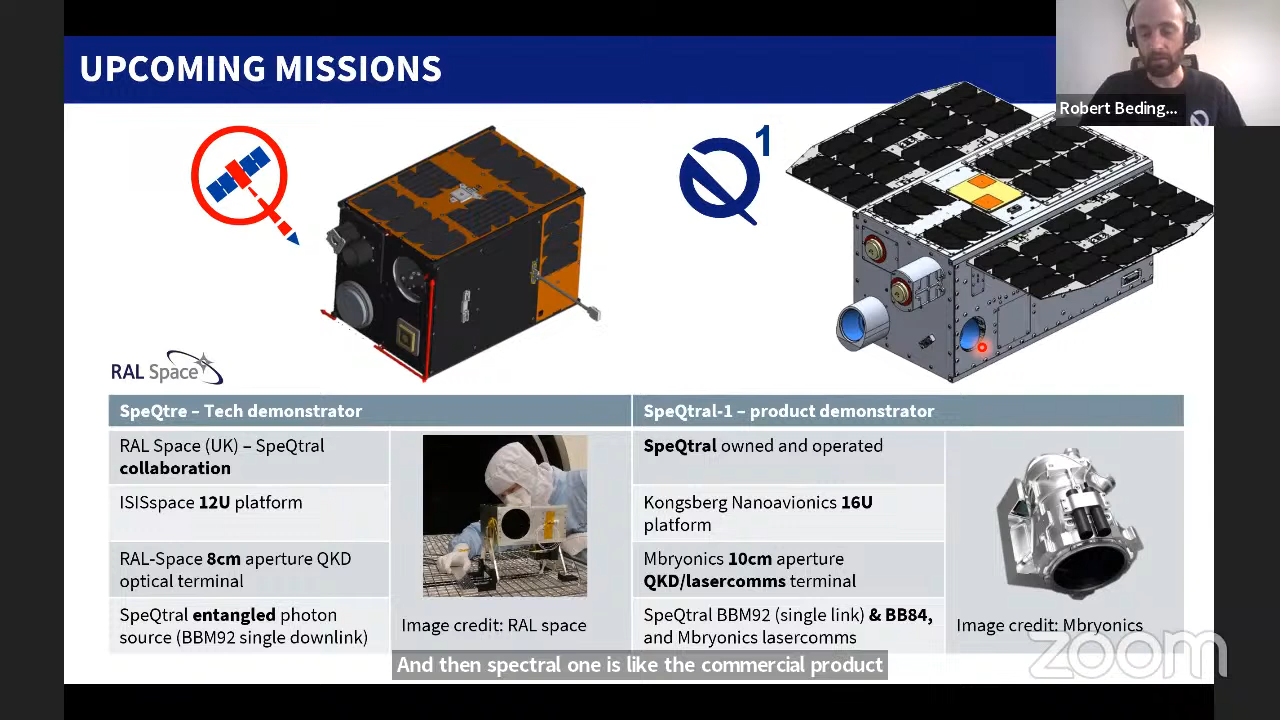 UPCOMING MISSIONS
Robert Beding...
1
RAL Space
SpeQtre – Tech demonstrator
RAL Space (UK) – SpeQtral
collaboration
ISISspace 12U platform
RAL-Space 8cm aperture QKD
optical terminal
SpeQtral entangled photon
source (BBM92 single downlink)
Image credit: RAL space
SpeQtral-1 – product demonstrator
SpeQtral owned and operated
Kongsberg Nanoavionics 16U
platform
Mbryonics 10cm aperture
QKD/lasercomms terminal
SpeQtral BBM92 (single link) & BB84,
and Mbryonics lasercomms
Image credit: Mbryonics
And then spectral one is like the commercial product
zoom